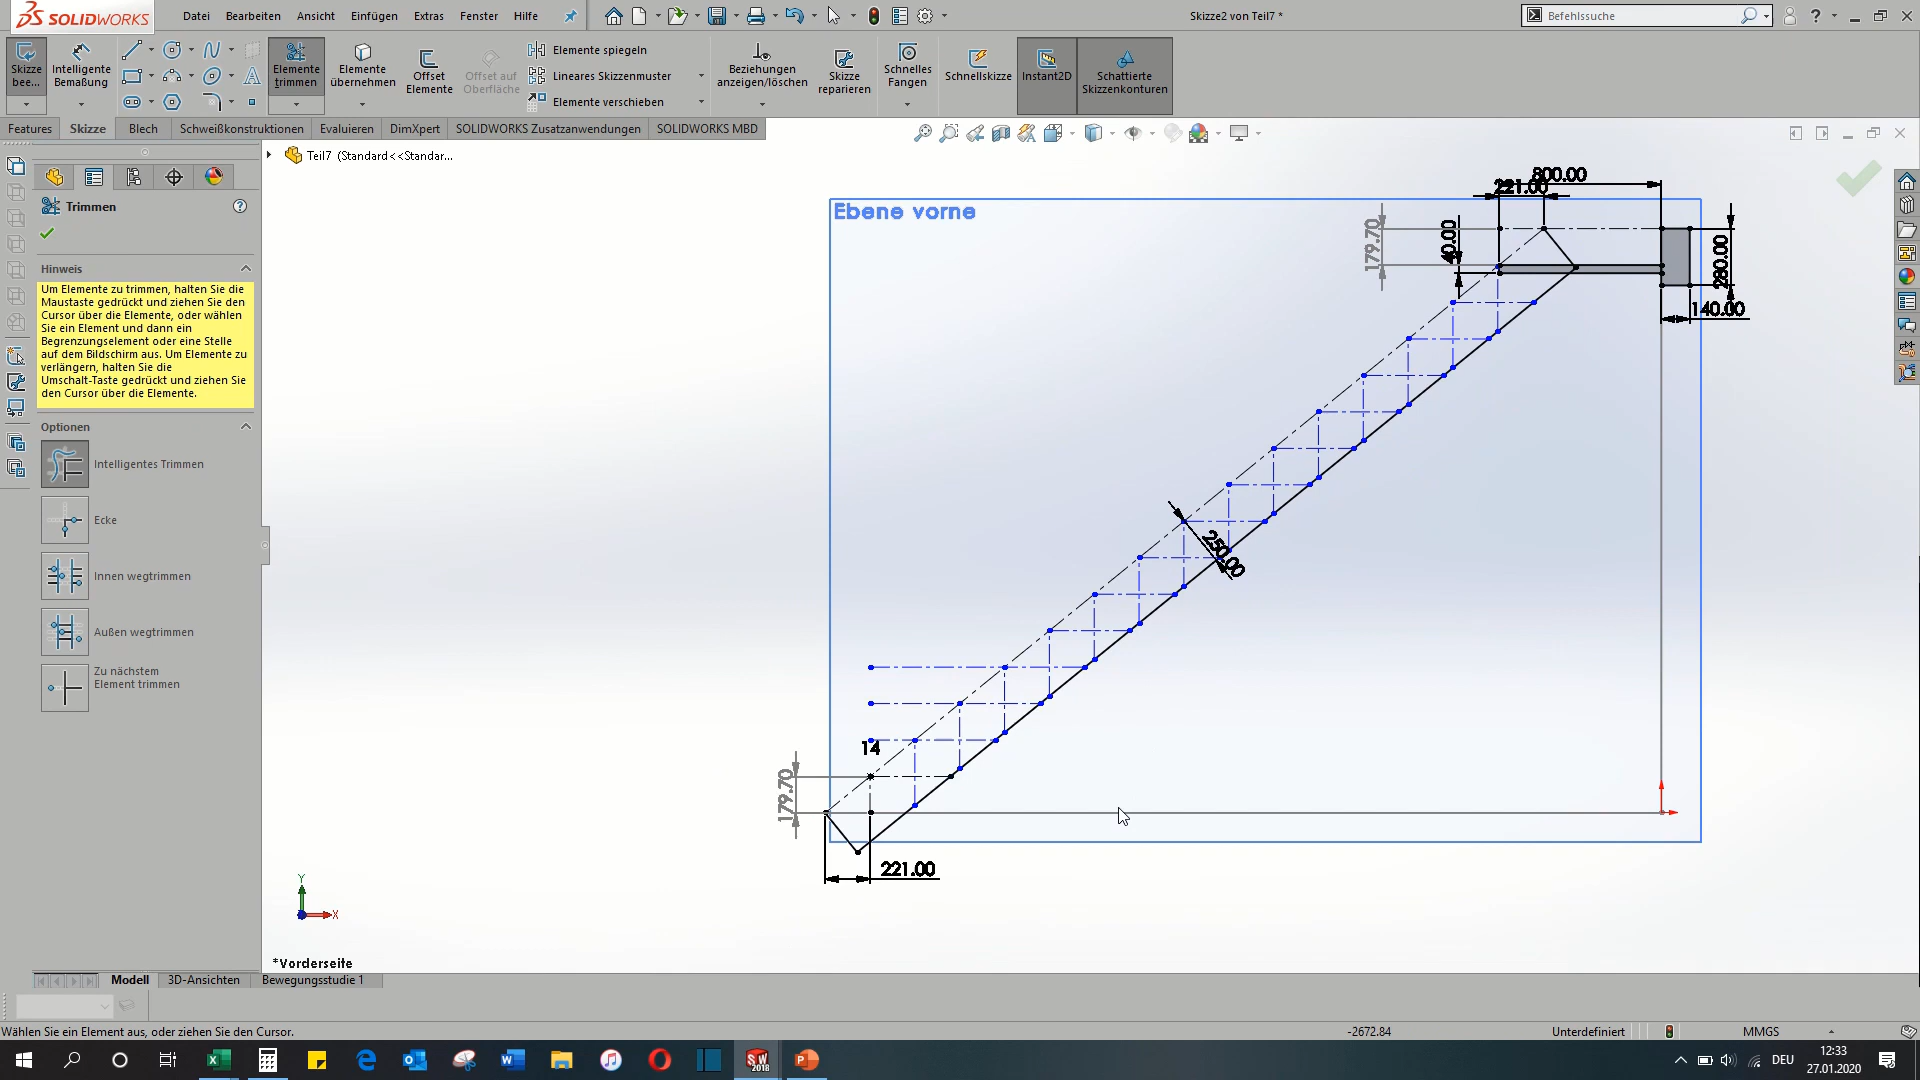 SOLIDWORKS
Datei Bearbeiten Ansicht Einfügen Extras Fenster Hilfe
Skizze2 von Teil7 *
Befehlssuche
Skizze
bee...
Intelligente
Bemaßung
Elemente
trimmen
Elemente
übernehmen
Offset
Elemente
Offset auf
Oberfläche
Elemente spiegeln
Lineares Skizzenmuster
Elemente verschieben
Beziehungen
anzeigen/löschen
Skizze
reparieren
Schnelles
Fangen
Schnellskizze
Instant2D
Schattierte
Skizzenkonturen
Features Skizze Blech Schweißkonstruktionen Evaluieren DimXpert SOLIDWORKS Zusatzanwendungen SOLIDWORKS MBD
Teil7 (Standard<<Standar...
Trimmen
Hinweis
Um Elemente zu trimmen, halten Sie die
Maustaste gedrückt und ziehen Sie den
Cursor über die Elemente, oder wählen
Sie ein Element und dann ein
Begrenzungselement oder eine Stelle
auf dem Bildschirm aus. Um Elemente zu
verlängern, halten Sie die
Umschalt-Taste gedrückt und ziehen Sie
den Cursor über die Elemente.
Optionen
Intelligentes Trimmen
Ecke
Innen wegtrimmen
Außen wegtrimmen
Zu nächstem
Element trimmen
Ebene vorne
800.00
221.00
179.70
40.00
280.00
140.00
250.00
14
179.70
221.00
Y
X
*Vorderseite
Modell 3D-Ansichten Bewegungsstudie 1
Wählen Sie ein Element aus, oder ziehen Sie den Cursor.
-2672.84
Unterdefiniert
MMGS
SW
2018
DEU
12:33
27.01.2020